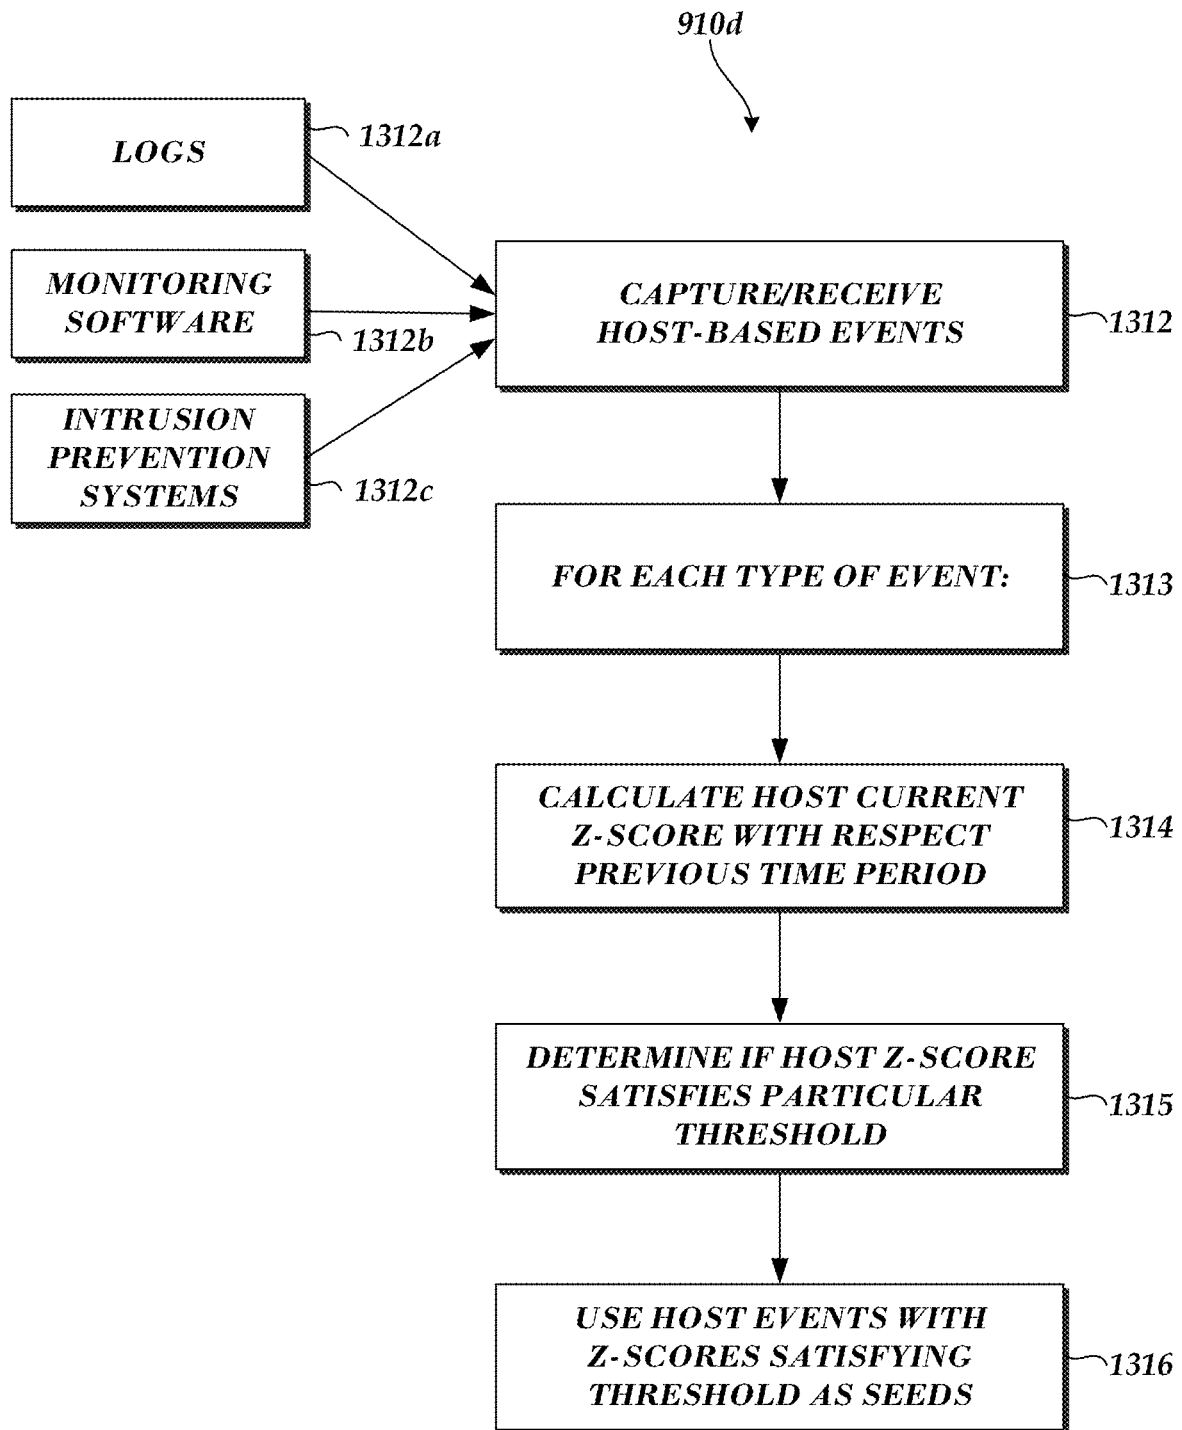 910d
LOGS
1312a
MONITORING
SOFTWARE
1312b
INTRUSION
PREVENTION
SYSTEMS
1312c
CAPTURE/RECEIVE
HOST-BASED EVENTS
1312
FOR EACH TYPE OF EVENT:
1313
CALCULATE HOST CURRENT
Z-SCORE WITH RESPECT
PREVIOUS TIME PERIOD
1314
DETERMINE IF HOST Z-SCORE
SATISFIES PARTICULAR
THRESHOLD
1315
USE HOST EVENTS WITH
Z-SCORES SATISFYING
THRESHOLD AS SEEDS
1316